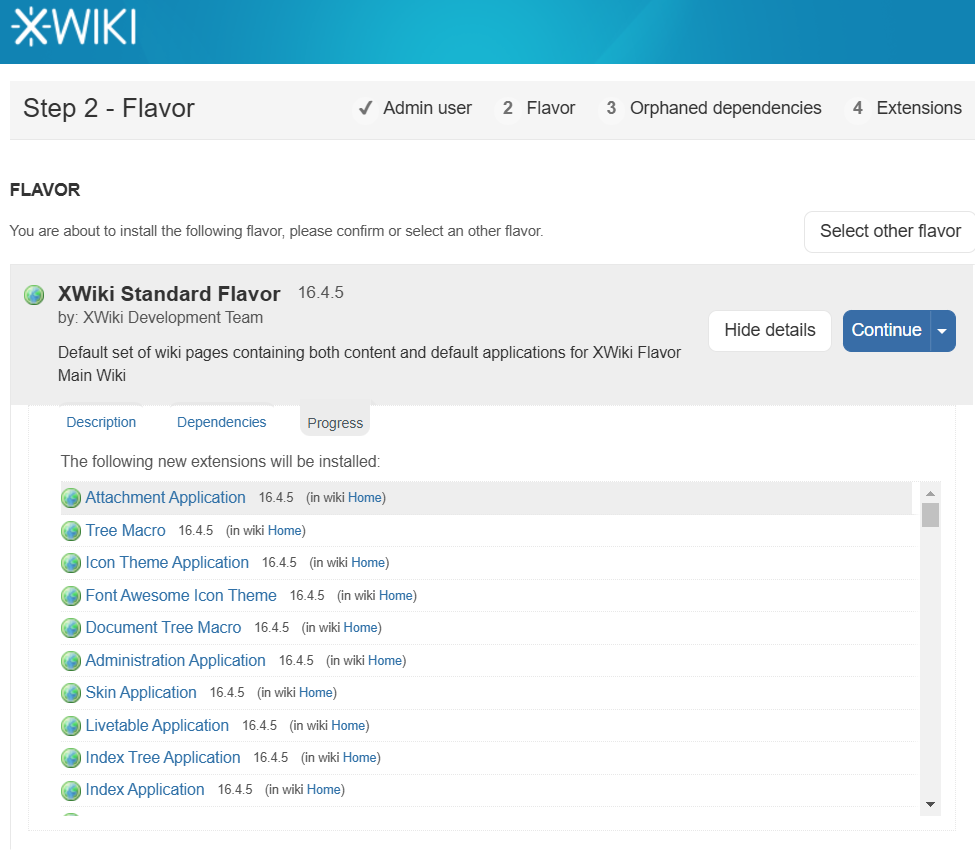 XWIKI
Step 2 - Flavor ✓ Admin user 2 Flavor 3 Orphaned dependencies 4 Extensions
FLAVOR
You are about to install the following flavor, please confirm or select an other flavor.
Select other flavor
XWiki Standard Flavor 16.4.5
by: XWiki Development Team
Hide details Continue
Default set of wiki pages containing both content and default applications for XWiki Flavor
Main Wiki
Description Dependencies Progress
The following new extensions will be installed:
Attachment Application 16.4.5 (in wiki Home)
Tree Macro 16.4.5 (in wiki Home)
Icon Theme Application 16.4.5 (in wiki Home)
Font Awesome Icon Theme 16.4.5 (in wiki Home)
Document Tree Macro 16.4.5 (in wiki Home)
Administration Application 16.4.5 (in wiki Home)
Skin Application 16.4.5 (in wiki Home)
Livetable Application 16.4.5 (in wiki Home)
Index Tree Application 16.4.5 (in wiki Home)
Index Application 16.4.5 (in wiki Home)